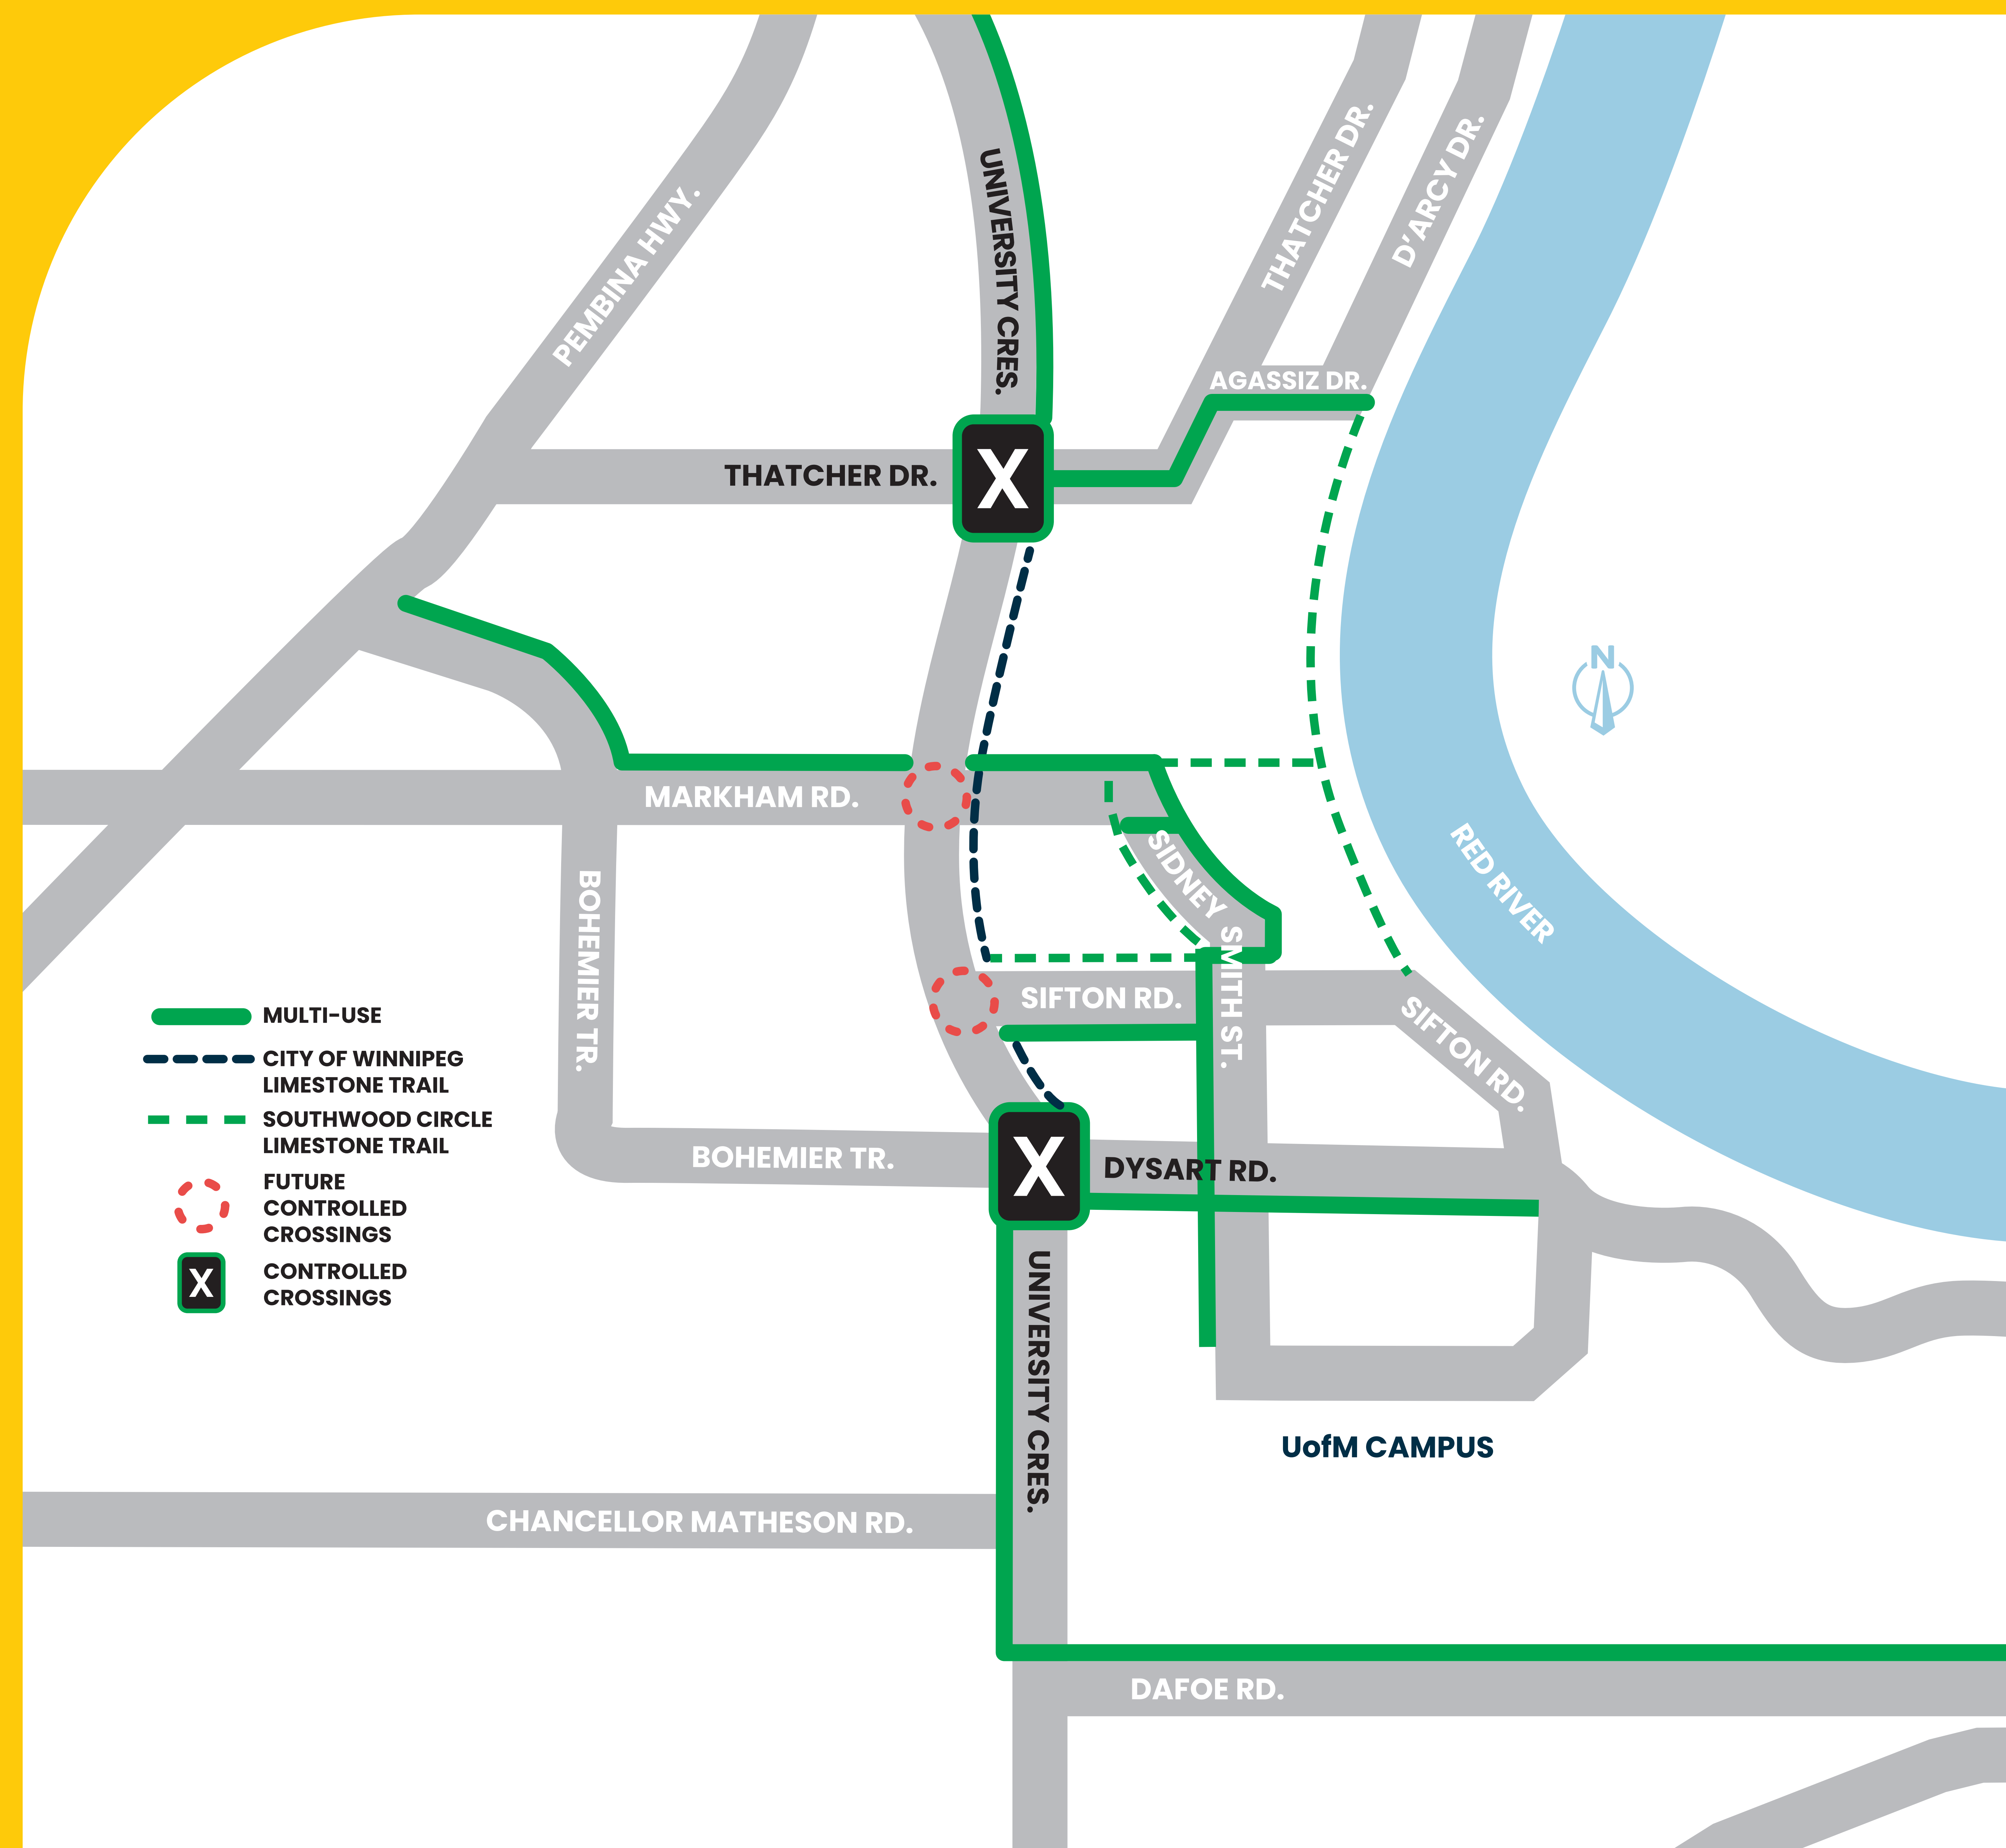 UNIVERSITY CRES.
THATCHER DR.
D'ARCY DR.
PEMBINA HWY.
AGASSIZ DR.
THATCHER DR.
X
N
MARKHAM RD.
SIDNEY SMITH ST.
RED RIVER
BOHEMIER TR.
SIFTON RD.
SIFTON RD.
MULTI-USE
CITY OF WINNIPEG
LIMESTONE TRAIL
SOUTHWOOD CIRCLE
LIMESTONE TRAIL
FUTURE
CONTROLLED
CROSSINGS
X
CONTROLLED
CROSSINGS
BOHEMIER TR.
X
DYSART RD.
UNIVERSITY CRES.
UofM CAMPUS
CHANCELLOR MATHESON RD.
DAFOE RD.